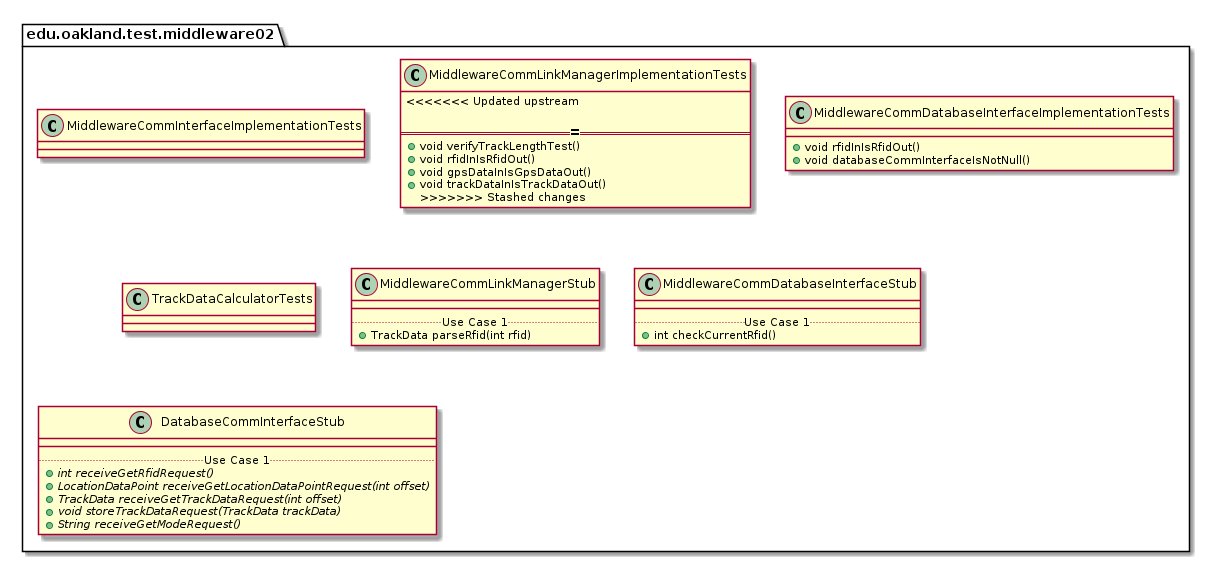 edu.oakland.test.middleware02
C MiddlewareCommInterfaceImplementationTests
C MiddlewareCommLinkManagerImplementationTests
<<<<<<< Updated upstream
=
void verifyTrackLengthTest()
void rfidInIsRfidOut()
void gpsDataInIsGpsDataOut()
void trackDataInIsTrackDataOut()
>>>>>>> Stashed changes
C MiddlewareCommDatabaseInterfaceImplementationTests
void rfidInIsRfidOut()
void databaseCommInterfaceIsNotNull()
C TrackDataCalculatorTests
C MiddlewareCommLinkManagerStub
Use Case 1
TrackData parseRfid(int rfid)
C MiddlewareCommDatabaseInterfaceStub
Use Case 1
int checkCurrentRfid()
C DatabaseCommInterfaceStub
Use Case 1
int receiveGetRfidRequest()
LocationDataPoint receiveGetLocationDataPointRequest(int offset)
TrackData receiveGetTrackDataRequest(int offset)
void storeTrackDataRequest(TrackData trackData)
String receiveGetModeRequest()